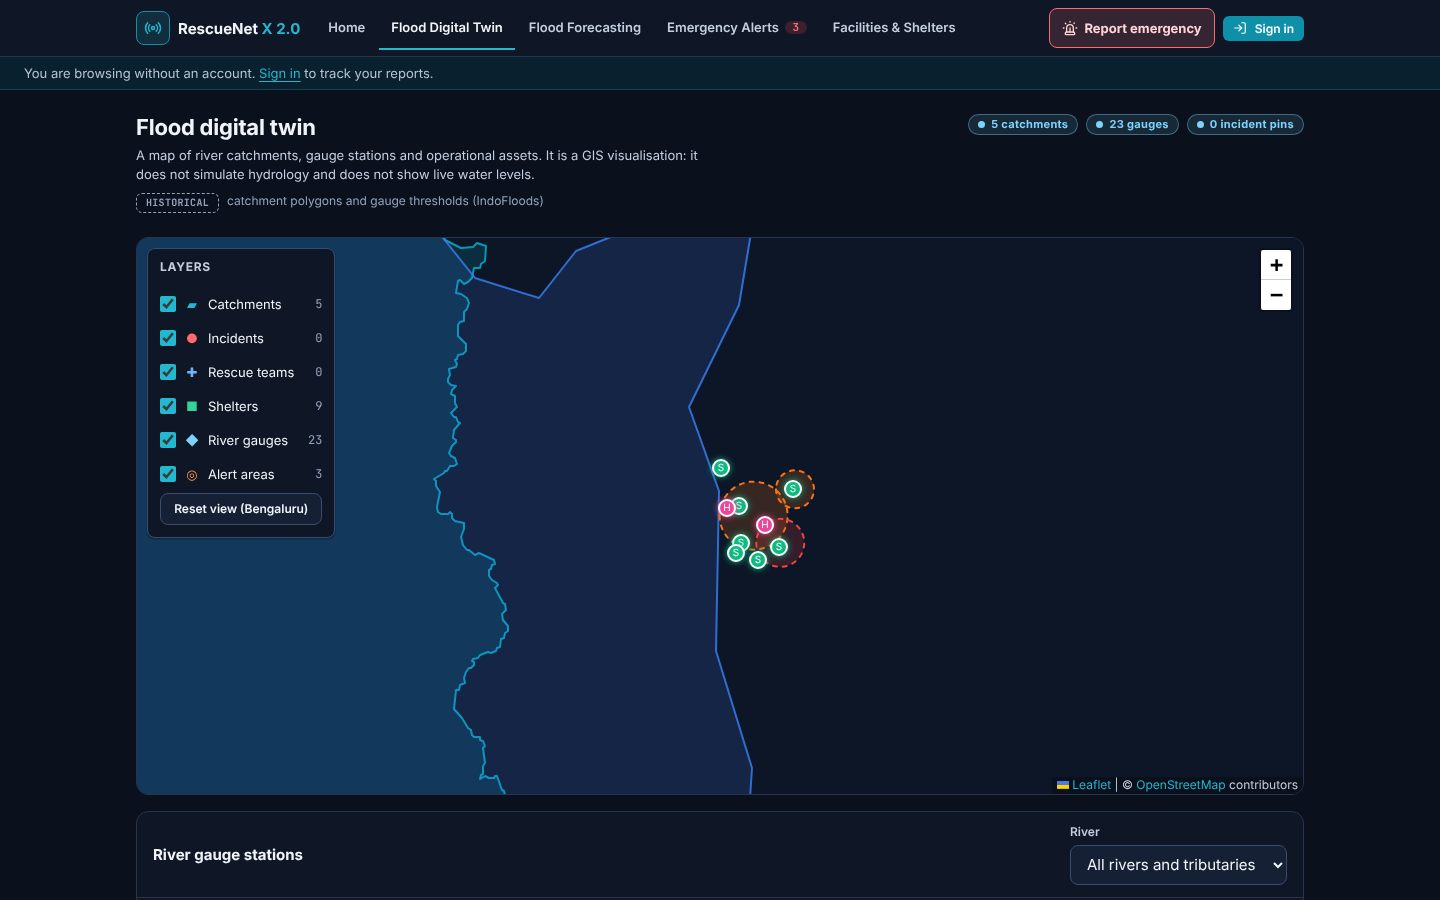 RescueNet X 2.0
Home
Flood Digital Twin
Flood Forecasting
Emergency Alerts 3
Facilities & Shelters
Report emergency
Sign in
You are browsing without an account. Sign in to track your reports.
Flood digital twin
5 catchments
23 gauges
0 incident pins
A map of river catchments, gauge stations and operational assets. It is a GIS visualisation: it
does not simulate hydrology and does not show live water levels.
HISTORICAL catchment polygons and gauge thresholds (IndoFloods)
LAYERS
Catchments 5
Incidents 0
Rescue teams 0
Shelters 9
River gauges 23
Alert areas 3
Reset view (Bengaluru)
+
−
S
S
H S
H
S
S
S
S
Leaflet | © OpenStreetMap contributors
River gauge stations
River
All rivers and tributaries